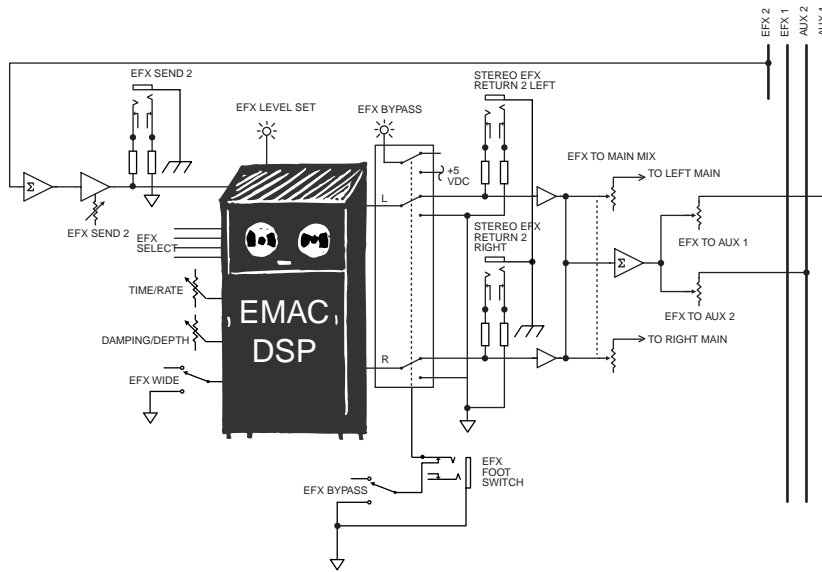 EFX 2
EFX 1
AUX 2
AUX 1
EFX SEND 2
EFX LEVEL SET
EFX BYPASS
STEREO EFX
RETURN 2 LEFT
+5
VDC
EFX TO MAIN MIX
TO LEFT MAIN
Σ
EFX SEND 2
L
EFX
SELECT
STEREO EFX
RETURN 2
RIGHT
Σ
EFX TO AUX 1
TIME/RATE
EMAC
DSP
EFX TO AUX 2
DAMPING/DEPTH
TO RIGHT MAIN
R
EFX WIDE
EFX
FOOT
SWITCH
EFX BYPASS